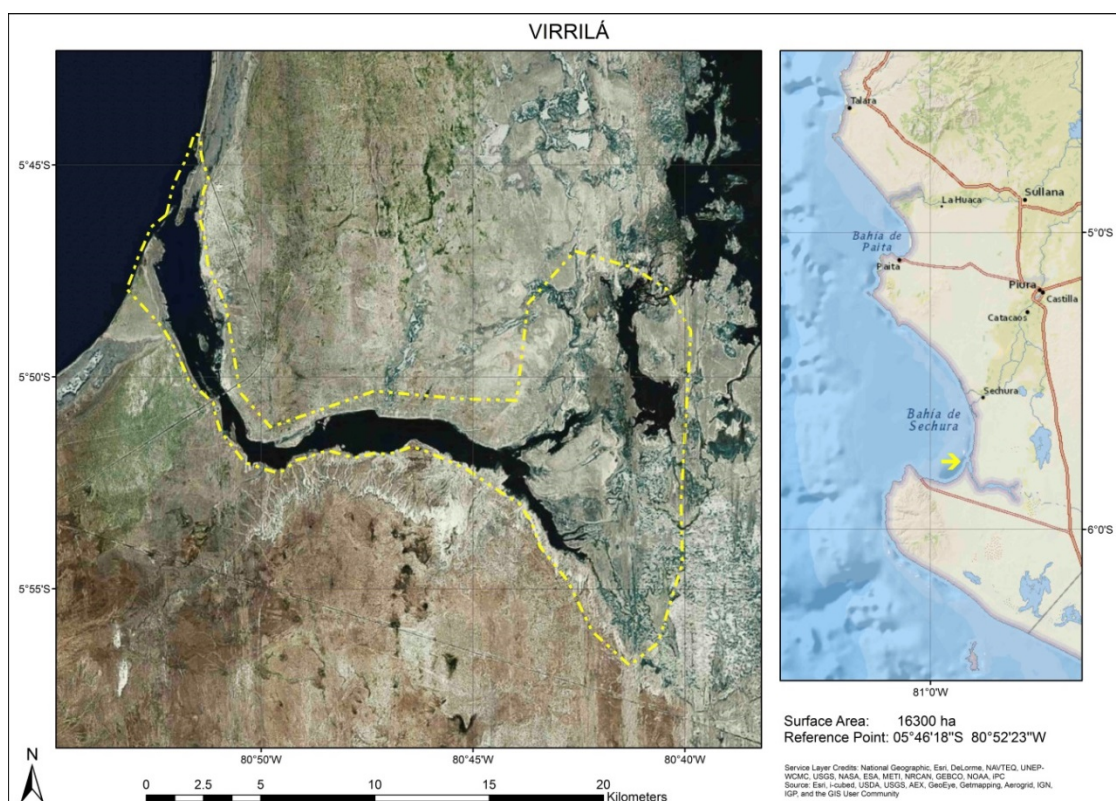 VIRRILÁ
5°45'S
5°50'S
5°55'S
80°50'W
80°45'W
80°40'W
N
0 2.5 5 10 15 20
Kilometers
Talara
Sullana
La Huaca
5°0'S
Bahía de
Paita
Paita
Piura
Castilla
Catacaos
Sechura
Bahía de
Sechura
6°0'S
81°0'W
Surface Area: 16300 ha
Reference Point: 05°46'18"S 80°52'23"W
Service Layer Credits: National Geographic, Esri, DeLorme, NAVTEQ, UNEP-
WCMC, USGS, NASA, ESA, METI, NRCAN, GEBCO, NOAA, iPC
Source: Esri, i-cubed, USDA, USGS, AEX, GeoEye, Getmapping, Aerogrid, IGN,
IGP, and the GIS User Community